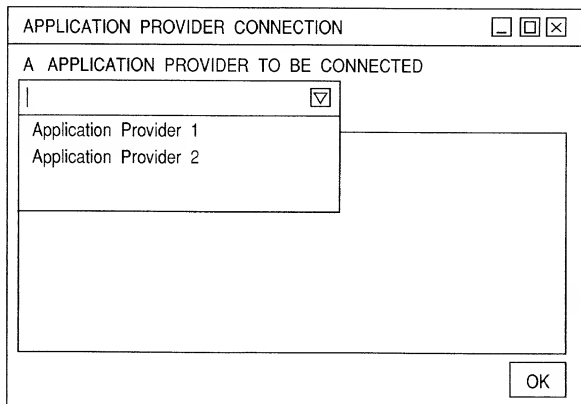 APPLICATION PROVIDER CONNECTION
A APPLICATION PROVIDER TO BE CONNECTED
Application Provider 1
Application Provider 2
OK